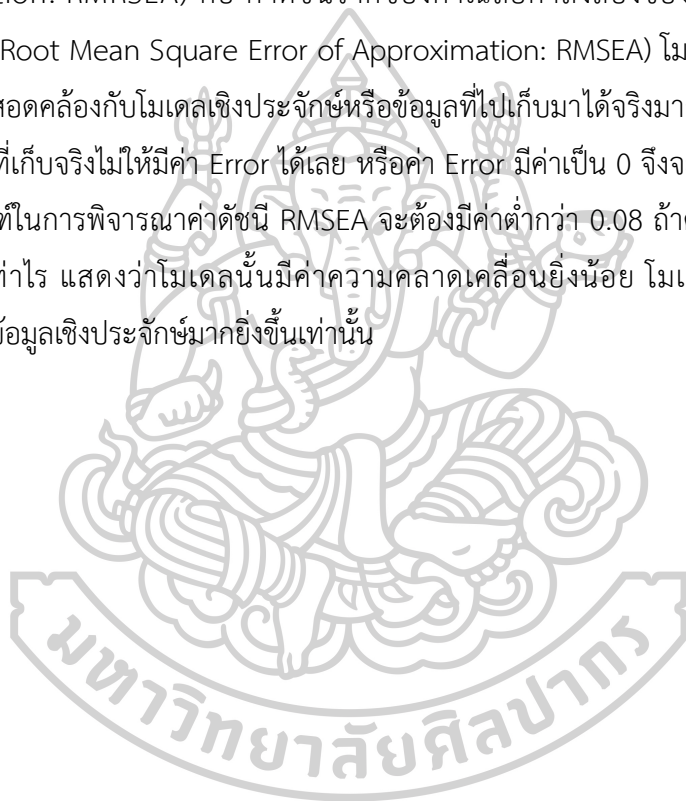 (Root Mean Square Error of Approximation: RMSEA) โม
สอดคล้องกับโมเดลเชิงประจักษ์หรือข้อมูลที่ไปเก็บมาได้จริงมา
ที่เก็บจริงไม่ให้มีค่า Error ได้เลย หรือค่า Error มีค่าเป็น 0 จึงจ
ฑ์ในการพิจารณาค่าดัชนี RMSEA จะต้องมีค่าต่ำกว่า 0.08 ถ้า
ท่าไร แสดงว่าโมเดลนั้นมีค่าความคลาดเคลื่อนยิ่งน้อย โม
ข้อมูลเชิงประจักษ์มากยิ่งขึ้นเท่านั้น
มหาวิทยาลัยศิลปากร